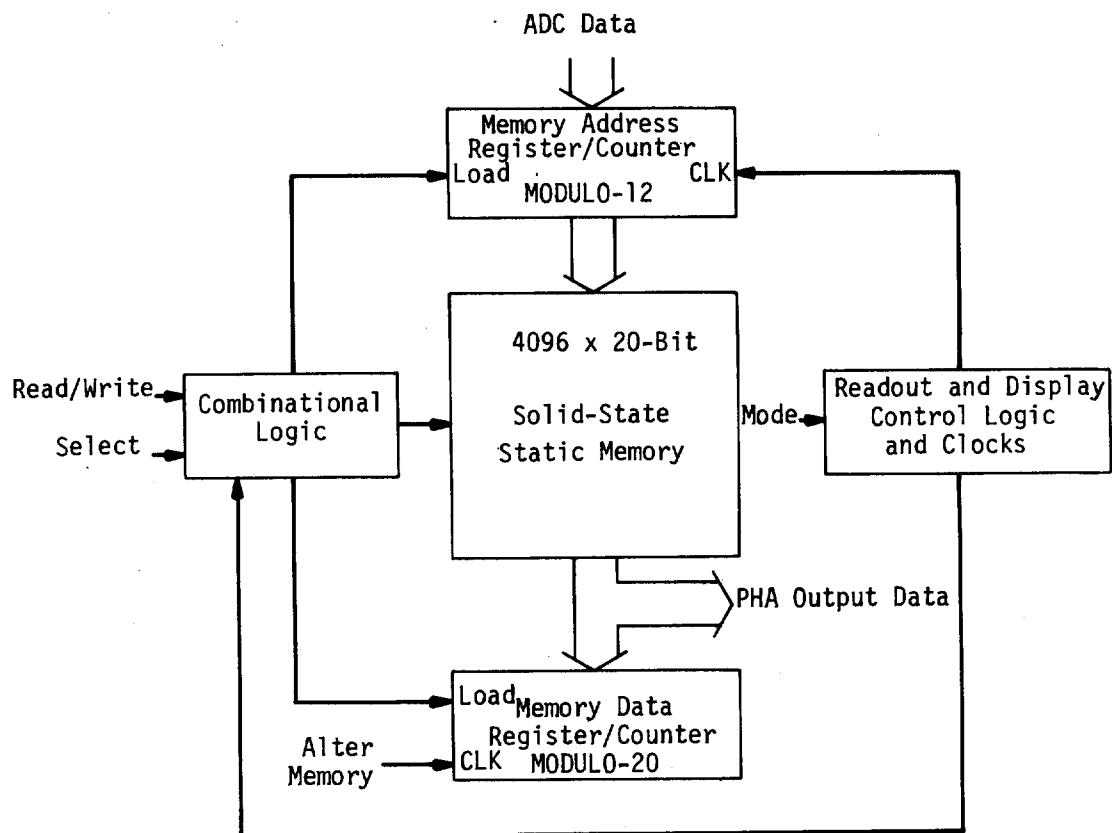 ADC Data
Memory Address
Register/Counter
Load
CLK
MODULO-12
4096 x 20-Bit
Solid-State
Static Memory
Read/Write
Select
Combinational
Logic
Mode
Readout and Display
Control Logic
and Clocks
PHA Output Data
Load
Memory Data
Register/Counter
CLK
MODULO-20
Alter
Memory